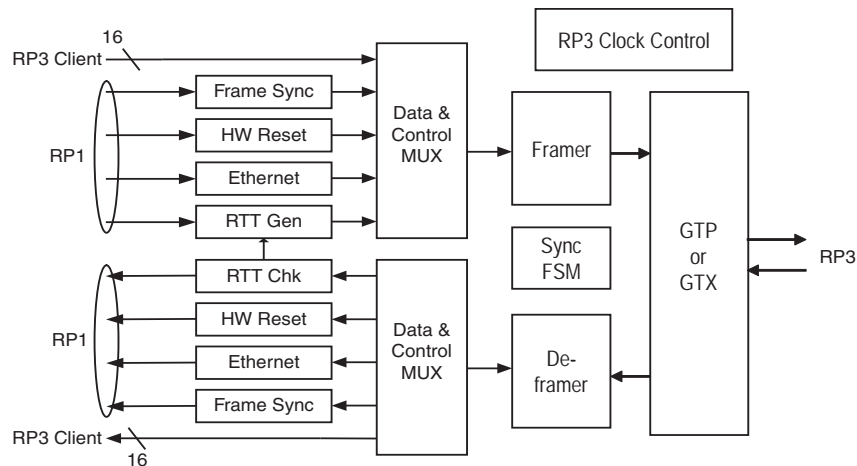 16
RP3 Client
RP3 Clock Control
Frame Sync
HW Reset
Ethernet
RTT Gen
RP1
Data &
Control
MUX
Framer
GTP
or
GTX
RP3
Sync
FSM
RTT Chk
HW Reset
Ethernet
Frame Sync
RP1
Data &
Control
MUX
De-
framer
RP3 Client
16